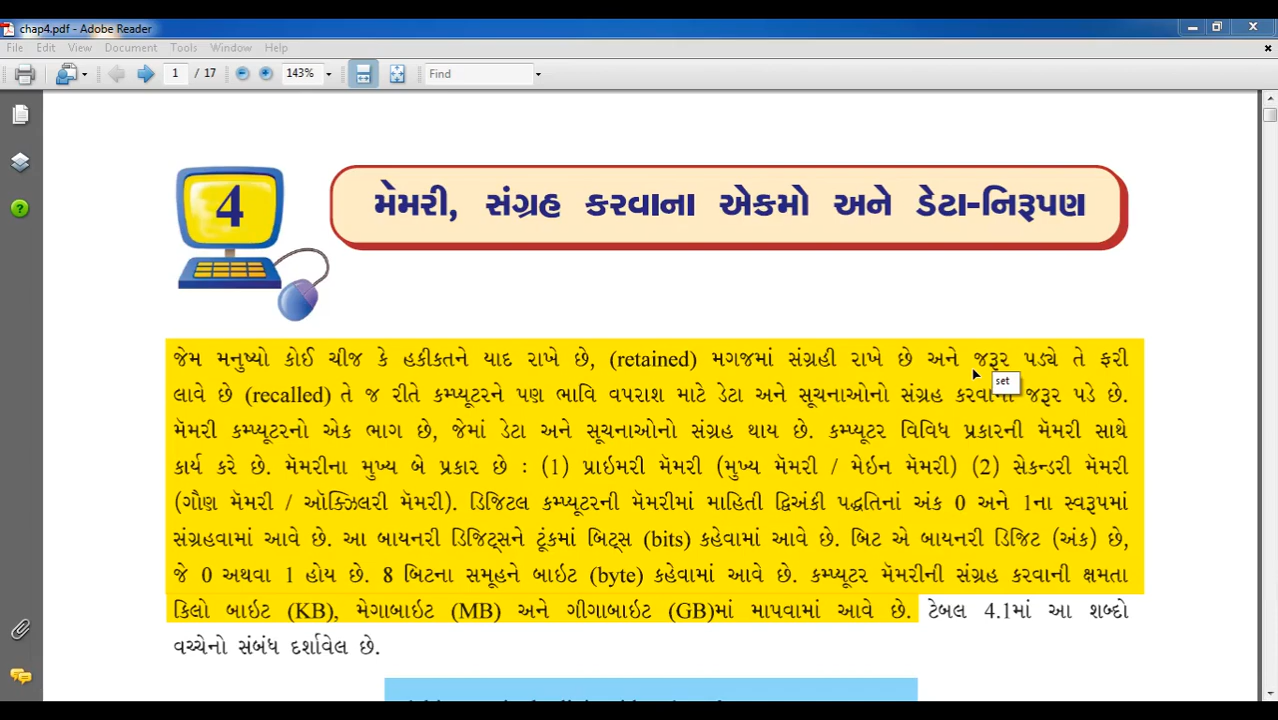 chap4.pdf - Adobe Reader
File Edit View Document Tools Window Help
1 / 17 143% Find
4
મેમરી, સંગ્રહ કરવાના એકમો અને ડેટા-નિરૂપણ
જેમ મનુષ્યો કોઈ ચીજ કે હકીકતને યાદ રાખે છે, (retained) મગજમાં સંગ્રહી રાખે છે અને જરૂર પડ્યે તે ફરી
set
લાવે છે (recalled) તે જ રીતે કમ્પ્યૂટરને પણ ભાવિ વપરાશ માટે ડેટા અને સૂચનાઓનો સંગ્રહ કરવાની જરૂર પડે છે.
મૅમરી કમ્પ્યૂટરનો એક ભાગ છે, જેમાં ડેટા અને સૂચનાઓનો સંગ્રહ થાય છે. કમ્પ્યૂટર વિવિધ પ્રકારની મૅમરી સાથે
કાર્ય કરે છે. મૅમરીના મુખ્ય બે પ્રકાર છે : (1) પ્રાઇમરી મૅમરી (મુખ્ય મૅમરી / મેઇન મૅમરી) (2) સેકન્ડરી મૅમરી
(ગૌણ મૅમરી / ઑક્ઝિલરી મૅમરી). ડિજિટલ કમ્પ્યૂટરની મૅમરીમાં માહિતી દ્વિઅંકી પદ્ધતિનાં અંક 0 અને 1ના સ્વરૂપમાં
સંગ્રહવામાં આવે છે. આ બાયનરી ડિજિટ્સને ટૂંકમાં બિટ્સ (bits) કહેવામાં આવે છે. બિટ એ બાયનરી ડિજિટ (અંક) છે,
જે 0 અથવા 1 હોય છે. 8 બિટના સમૂહને બાઇટ (byte) કહેવામાં આવે છે. કમ્પ્યૂટર મૅમરીની સંગ્રહ કરવાની ક્ષમતા
કિલો બાઇટ (KB), મેગાબાઇટ (MB) અને ગીગાબાઇટ (GB)માં માપવામાં આવે છે. ટેબલ 4.1માં આ શબ્દો
વચ્ચેનો સંબંધ દર્શાવેલ છે.